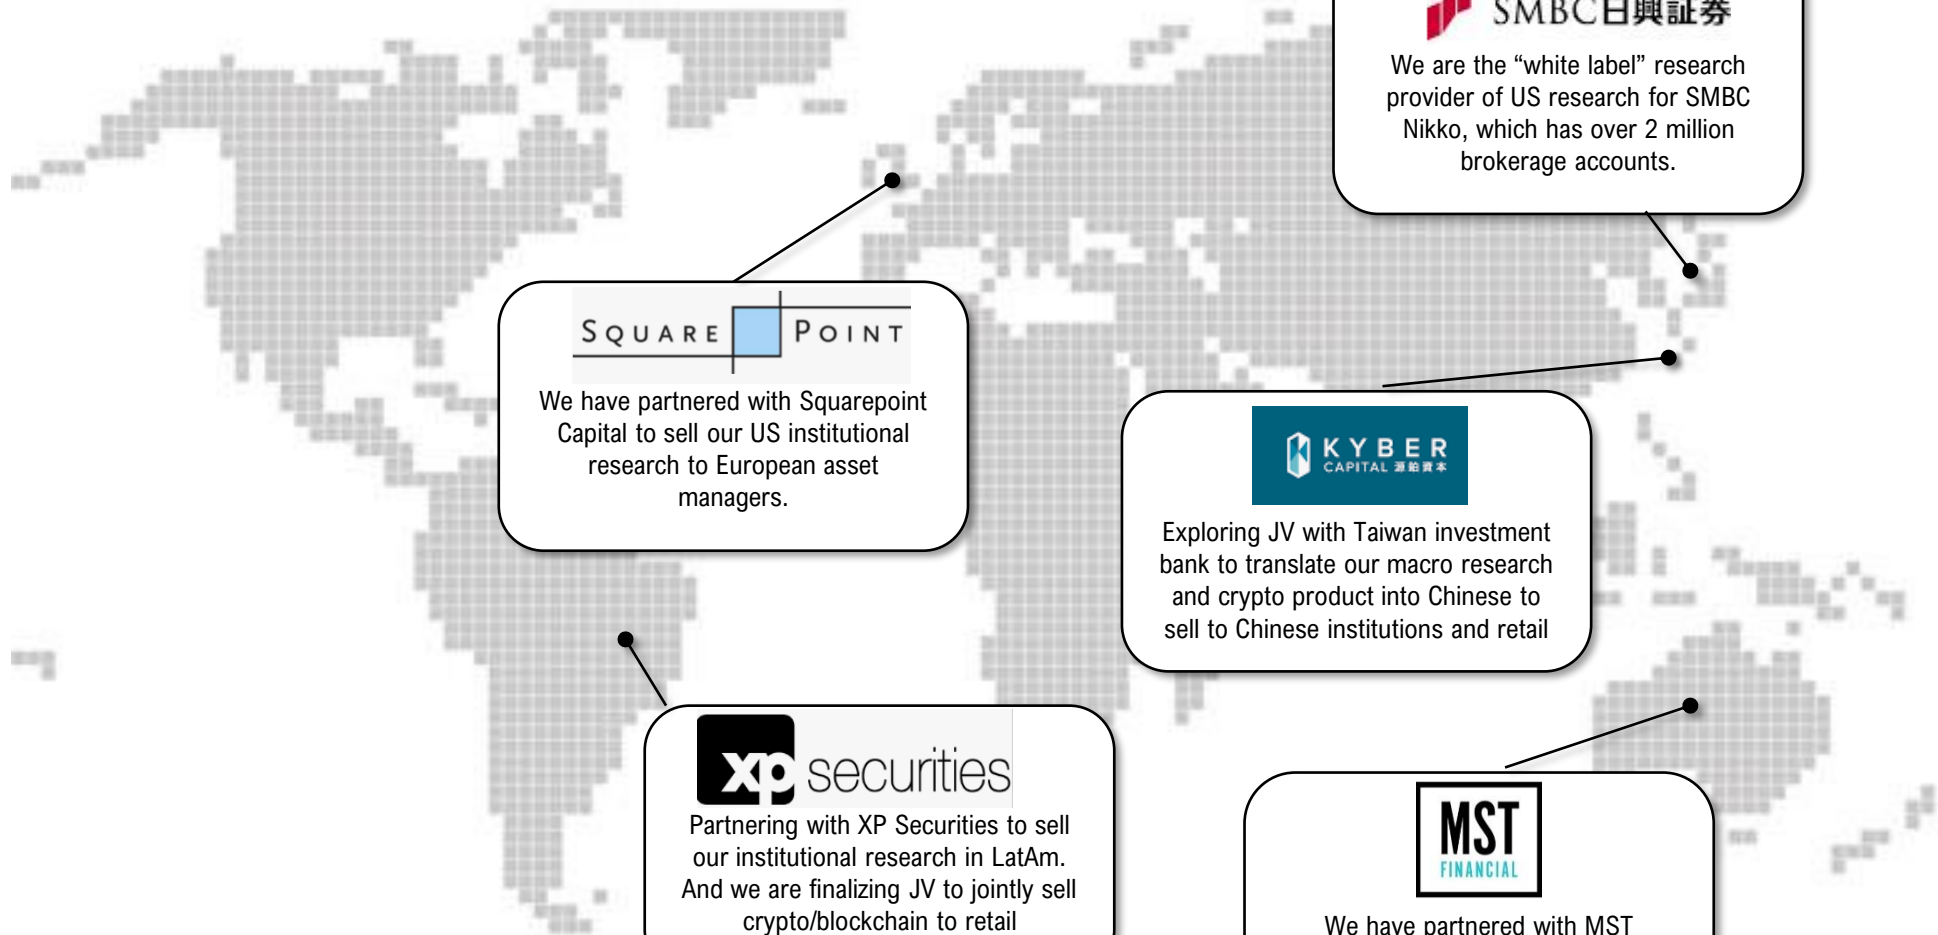 SMBC日興証券
We are the “white label” research
provider of US research for SMBC
Nikko, which has over 2 million
brokerage accounts.
SQUARE POINT
We have partnered with Squarepoint
Capital to sell our US institutional
research to European asset
managers.
KYBER
CAPITAL 源鉑資本
Exploring JV with Taiwan investment
bank to translate our macro research
and crypto product into Chinese to
sell to Chinese institutions and retail
xp securities
Partnering with XP Securities to sell
our institutional research in LatAm.
And we are finalizing JV to jointly sell
crypto/blockchain to retail
MST
FINANCIAL
We have partnered with MST